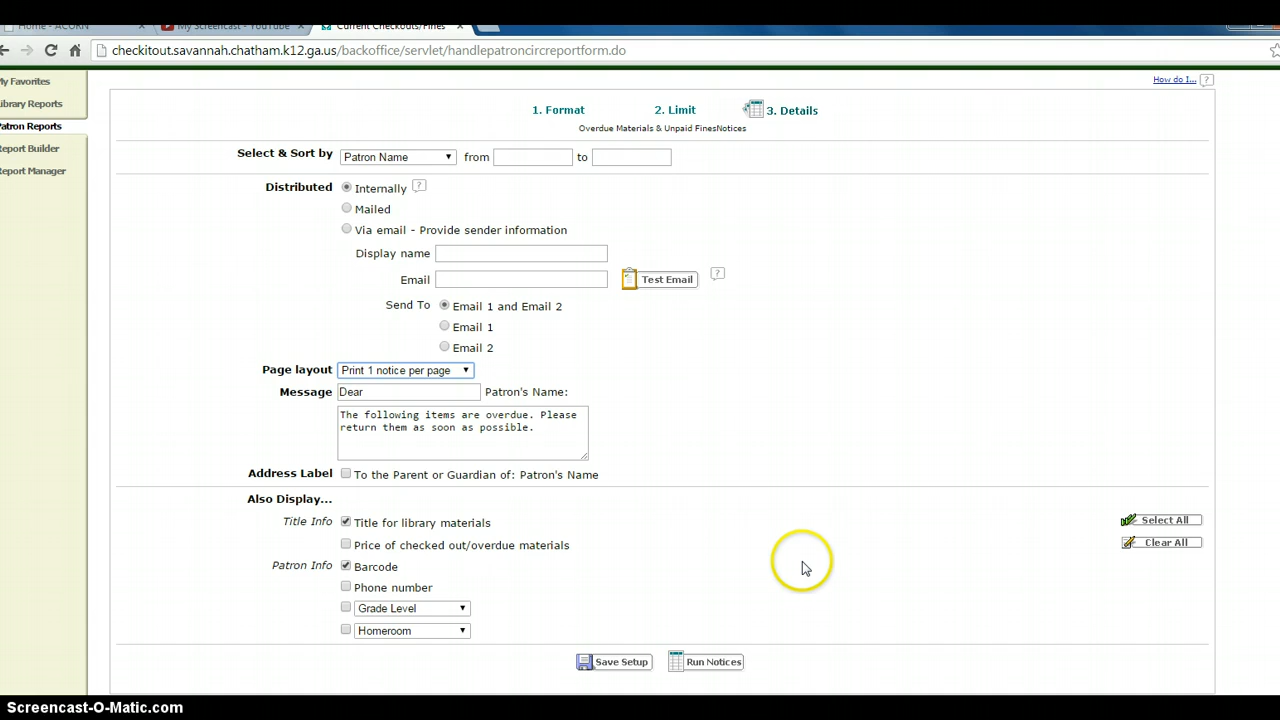 Home - ACORN My Screencast - YouTube Current Checkouts/Fines
checkitout.savannah.chatham.k12.ga.us/backoffice/servlet/handlepatroncircreportform.do
My Favorites
Library Reports
Patron Reports
Report Builder
Report Manager
How do I... ?
1. Format 2. Limit 3. Details
Overdue Materials & Unpaid FinesNotices
Select & Sort by Patron Name from to
Distributed Internally ?
Mailed
Via email - Provide sender information
Display name
Email Test Email ?
Send To Email 1 and Email 2
Email 1
Email 2
Page layout Print 1 notice per page
Message Dear Patron's Name:
The following items are overdue. Please
return them as soon as possible.
Address Label To the Parent or Guardian of: Patron's Name
Also Display...
Title Info Title for library materials Select All
Price of checked out/overdue materials Clear All
Patron Info Barcode
Phone number
Grade Level
Homeroom
Save Setup Run Notices
Screencast-O-Matic.com